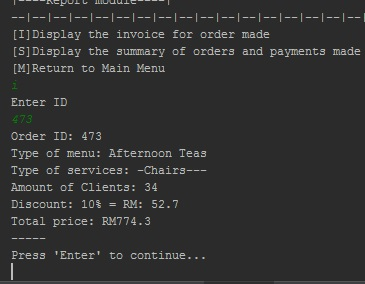 |----Report module----|
--|--|--|--|--|--|--|--|--|--|--|--|--|--|--|--|--|
[I]Display the invoice for order made
[S]Display the summary of orders and payments made
[M]Return to Main Menu
i
Enter ID
473
Order ID: 473
Type of menu: Afternoon Teas
Type of services: -Chairs---
Amount of Clients: 34
Discount: 10% = RM: 52.7
Total price: RM774.3
-----
Press 'Enter' to continue...